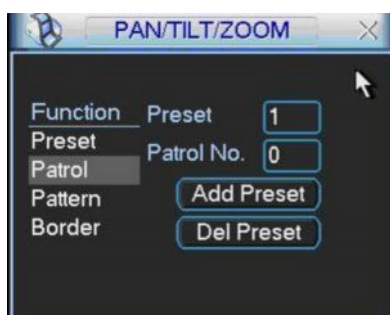 PAN/TILT/ZOOM
Function
Preset
Patrol
Pattern
Border
Preset 1
Patrol No. 0
Add Preset
Del Preset